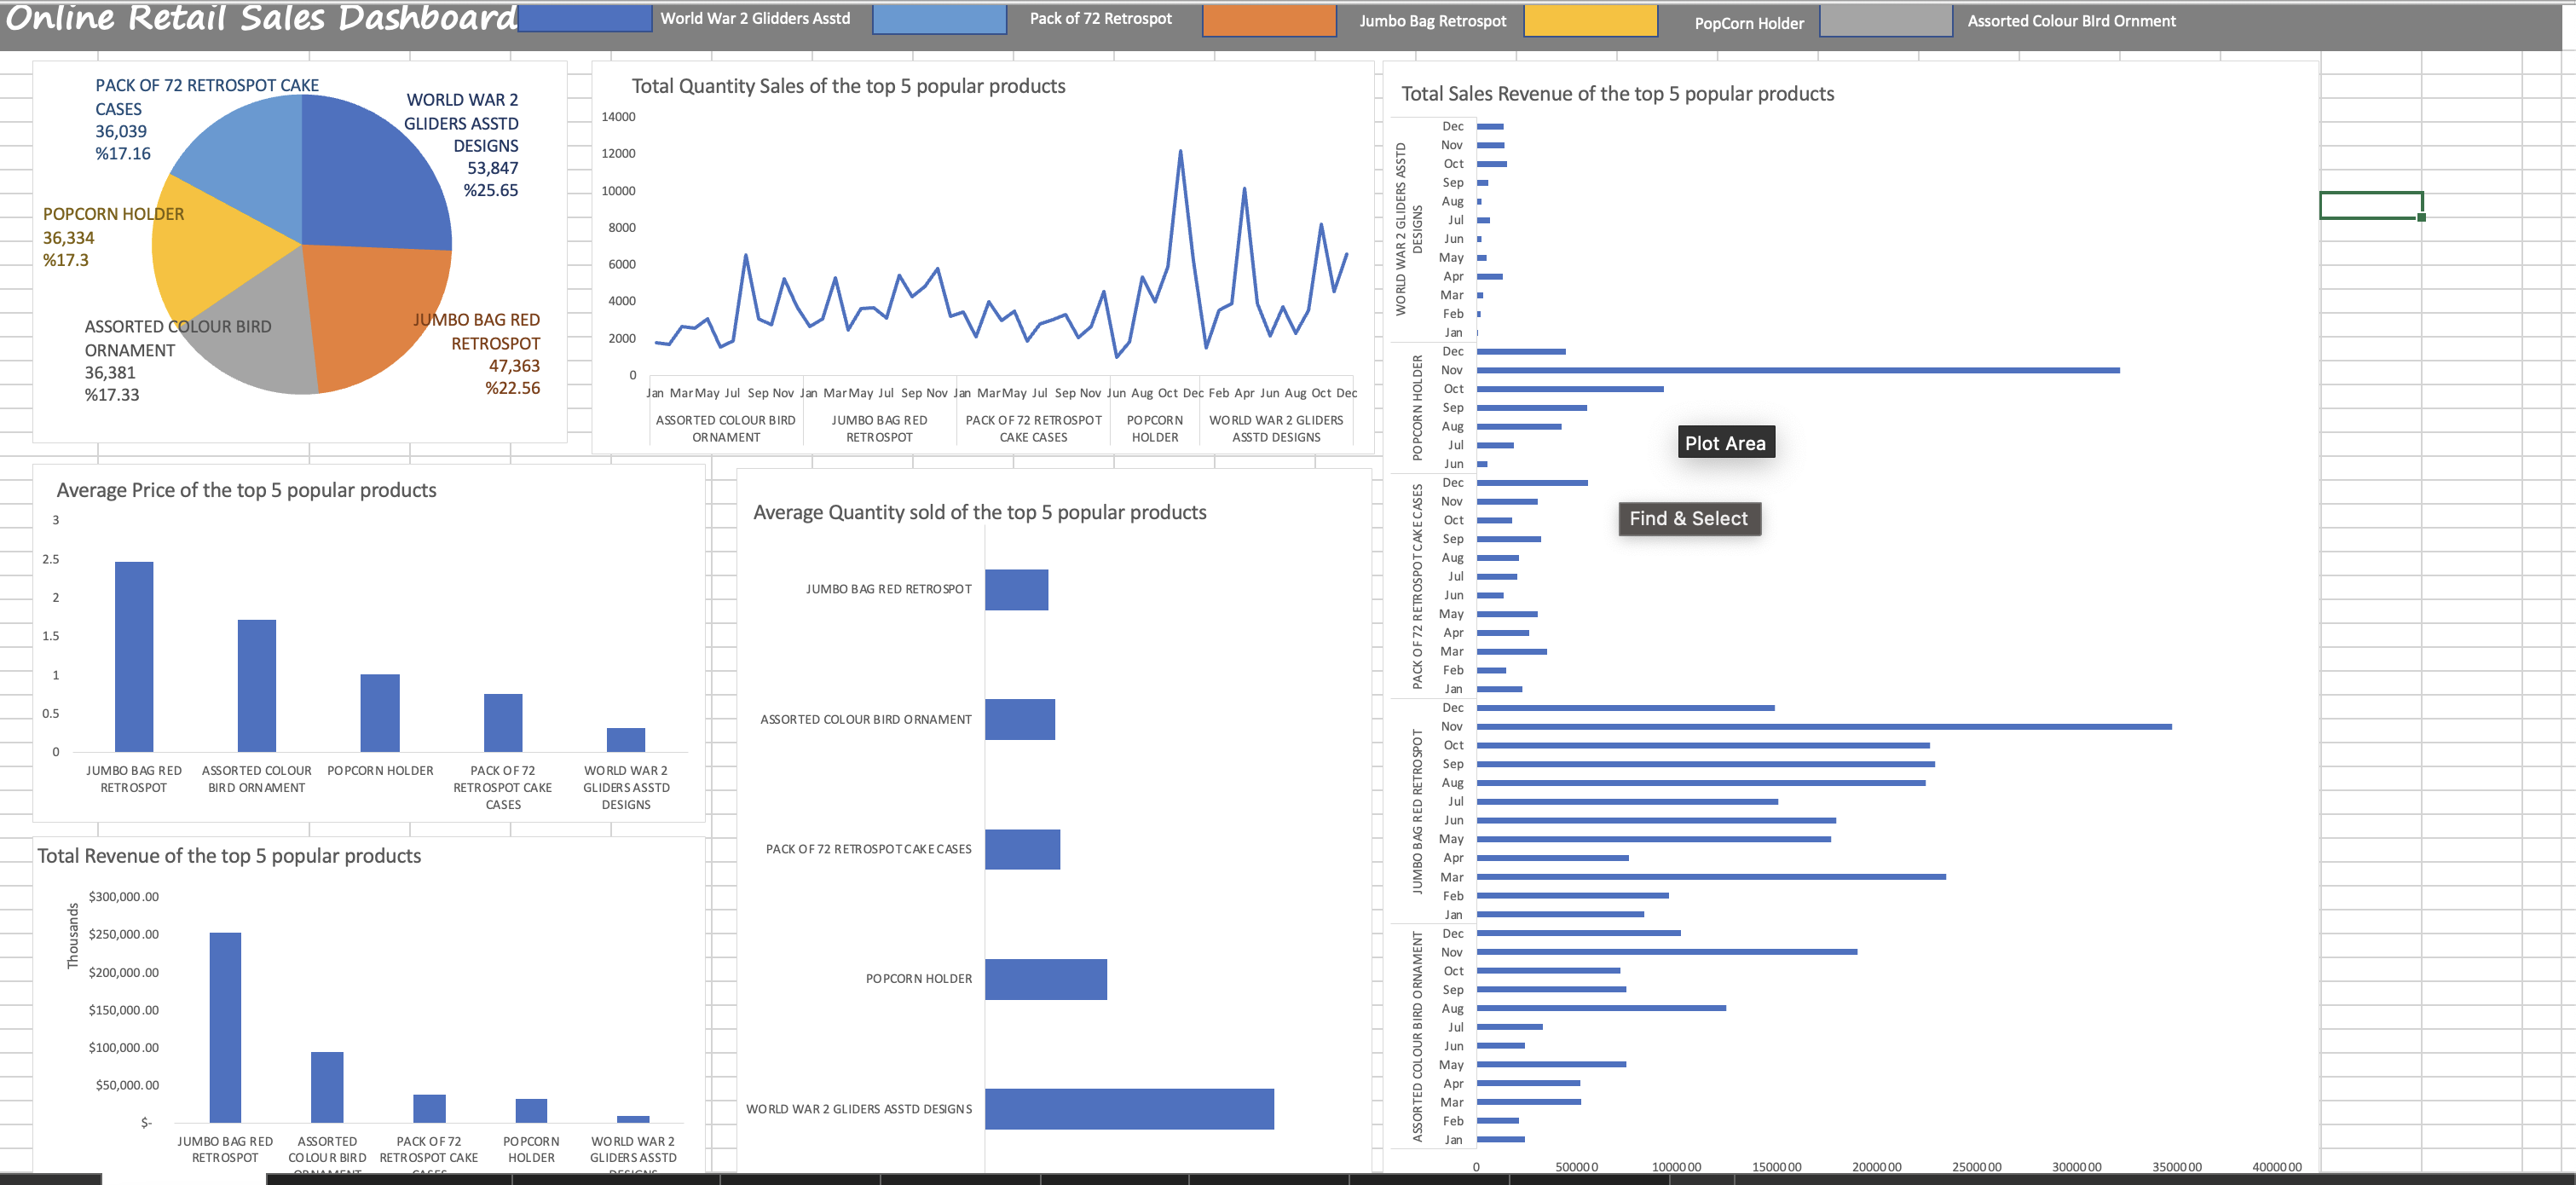 Online Retail Sales Dashboard
World War 2 Glidders Asstd
Pack of 72 Retrospot
Jumbo Bag Retrospot
PopCorn Holder
Assorted Colour BIrd Ornment
PACK OF 72 RETROSPOT CAKE
CASES
36,039
%17.16
WORLD WAR 2
GLIDERS ASSTD
DESIGNS
53,847
%25.65
POPCORN HOLDER
36,334
%17.3
ASSORTED COLOUR BIRD
ORNAMENT
36,381
%17.33
JUMBO BAG RED
RETROSPOT
47,363
%22.56
Total Quantity Sales of the top 5 popular products
14000
12000
10000
8000
6000
4000
2000
0
Jan Mar May Jul Sep Nov Jan Mar May Jul Sep Nov Jan Mar May Jul Sep Nov Jun Aug Oct Dec Feb Apr Jun Aug Oct Dec
ASSORTED COLOUR BIRD
ORNAMENT
JUMBO BAG RED
RETROSPOT
PACK OF 72 RETROSPOT
CAKE CASES
POPCORN
HOLDER
WORLD WAR 2 GLIDERS
ASSTD DESIGNS
Total Sales Revenue of the top 5 popular products
WORLD WAR 2 GLIDERS ASSTD
DESIGNS
Dec
Nov
Oct
Sep
Aug
Jul
Jun
May
Apr
Mar
Feb
Jan
POPCORN HOLDER
Dec
Nov
Oct
Sep
Aug
Jul
Jun
PACK OF 72 RETROSPOT CAKE CASES
Dec
Nov
Oct
Sep
Aug
Jul
Jun
May
Apr
Mar
Feb
Jan
JUMBO BAG RED RETROSPOT
Dec
Nov
Oct
Sep
Aug
Jul
Jun
May
Apr
Mar
Feb
Jan
ASSORTED COLOUR BIRD ORNAMENT
Dec
Nov
Oct
Sep
Aug
Jul
Jun
May
Apr
Mar
Feb
Jan
0 500000 1000000 1500000 2000000 2500000 3000000 3500000 4000000
Plot Area
Find & Select
Average Price of the top 5 popular products
3
2.5
2
1.5
1
0.5
0
JUMBO BAG RED
RETROSPOT
ASSORTED COLOUR
BIRD ORNAMENT
POPCORN HOLDER
PACK OF 72
RETROSPOT CAKE
CASES
WORLD WAR 2
GLIDERS ASSTD
DESIGNS
Average Quantity sold of the top 5 popular products
JUMBO BAG RED RETROSPOT
ASSORTED COLOUR BIRD ORNAMENT
PACK OF 72 RETROSPOT CAKE CASES
POPCORN HOLDER
WORLD WAR 2 GLIDERS ASSTD DESIGNS
Total Revenue of the top 5 popular products
Thousands
$300,000.00
$250,000.00
$200,000.00
$150,000.00
$100,000.00
$50,000.00
$-
JUMBO BAG RED
RETROSPOT
ASSORTED
COLOUR BIRD
ORNAMENT
PACK OF 72
RETROSPOT CAKE
CASES
POPCORN
HOLDER
WORLD WAR 2
GLIDERS ASSTD
DESIGNS